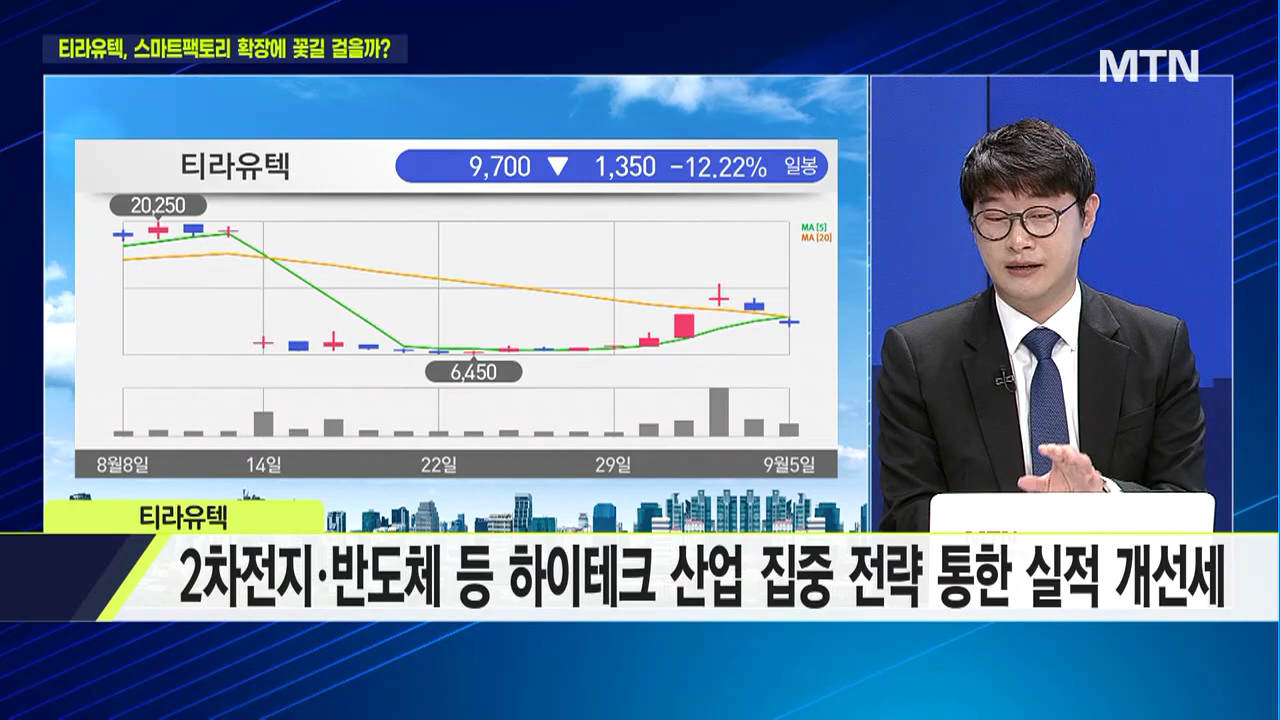 티라유텍, 스마트팩토리 확장에 꽃길 걸을까?
MTN
티라유텍 9,700 ▼ 1,350 -12.22% 일봉
20,250
MA [5]
MA [20]
6,450
8월8일 14일 22일 29일 9월5일
티라유텍
2차전지·반도체 등 하이테크 산업 집중 전략 통한 실적 개선세